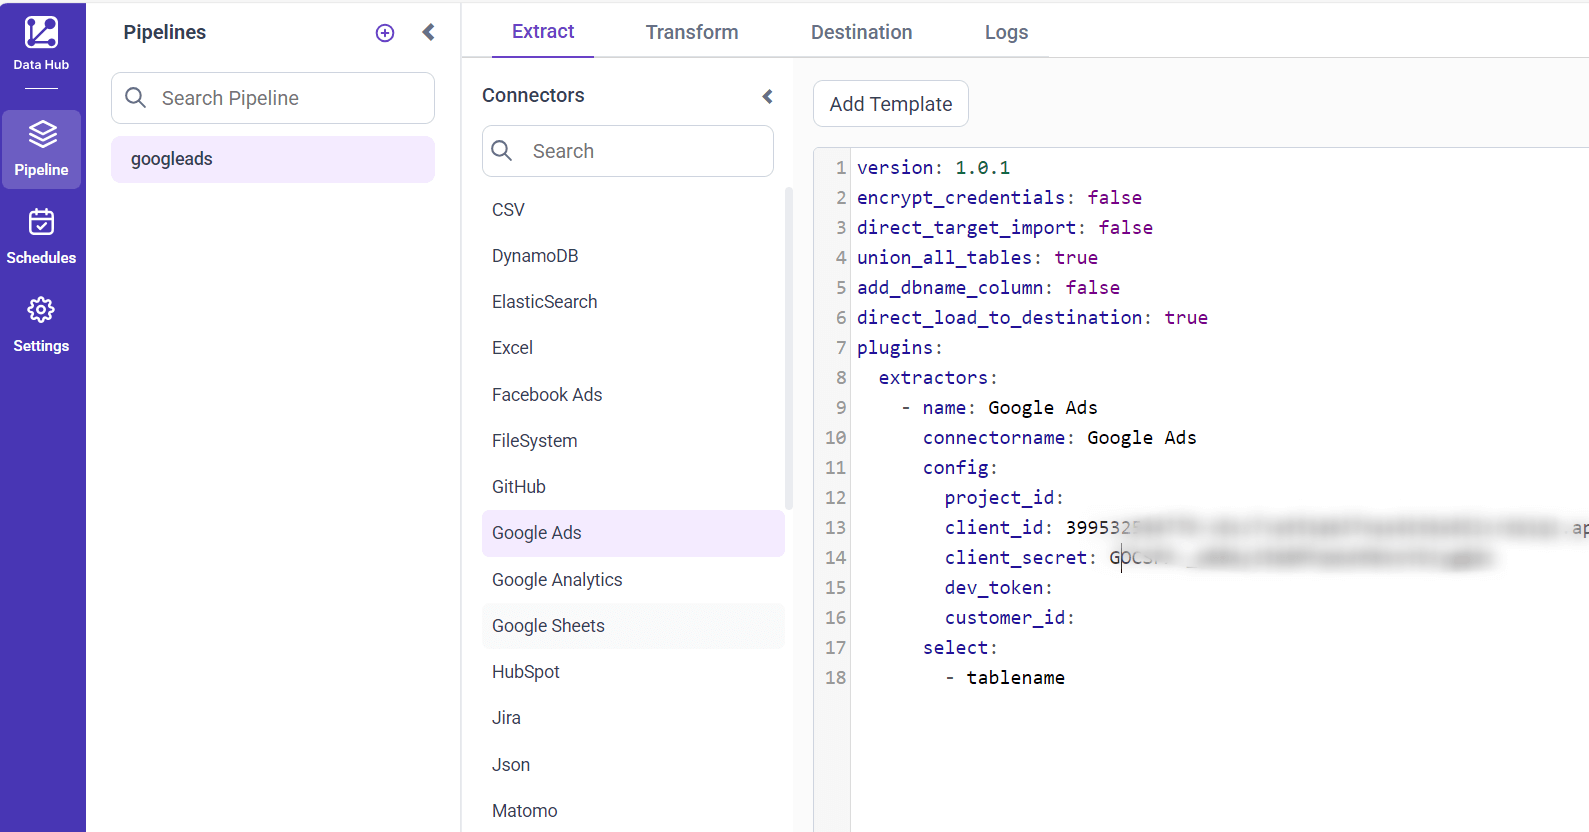 Data Hub
Pipeline
Schedules
Settings
Pipelines
Search Pipeline
googleads
Extract
Transform
Destination
Logs
Connectors
Search
CSV
DynamoDB
ElasticSearch
Excel
Facebook Ads
FileSystem
GitHub
Google Ads
Google Analytics
Google Sheets
HubSpot
Jira
Json
Matomo
Add Template
1 version: 1.0.1
2 encrypt_credentials: false
3 direct_target_import: false
4 union_all_tables: true
5 add_dbname_column: false
6 direct_load_to_destination: true
7 plugins:
8 extractors:
9 - name: Google Ads
10 connectorname: Google Ads
11 config:
12 project_id:
13 client_id:
14 client_secret:
15 dev_token:
16 customer_id:
17 select:
18 - tablename